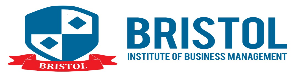 BRISTOL
BRISTOL
INSTITUTE OF BUSINESS MANAGEMENT